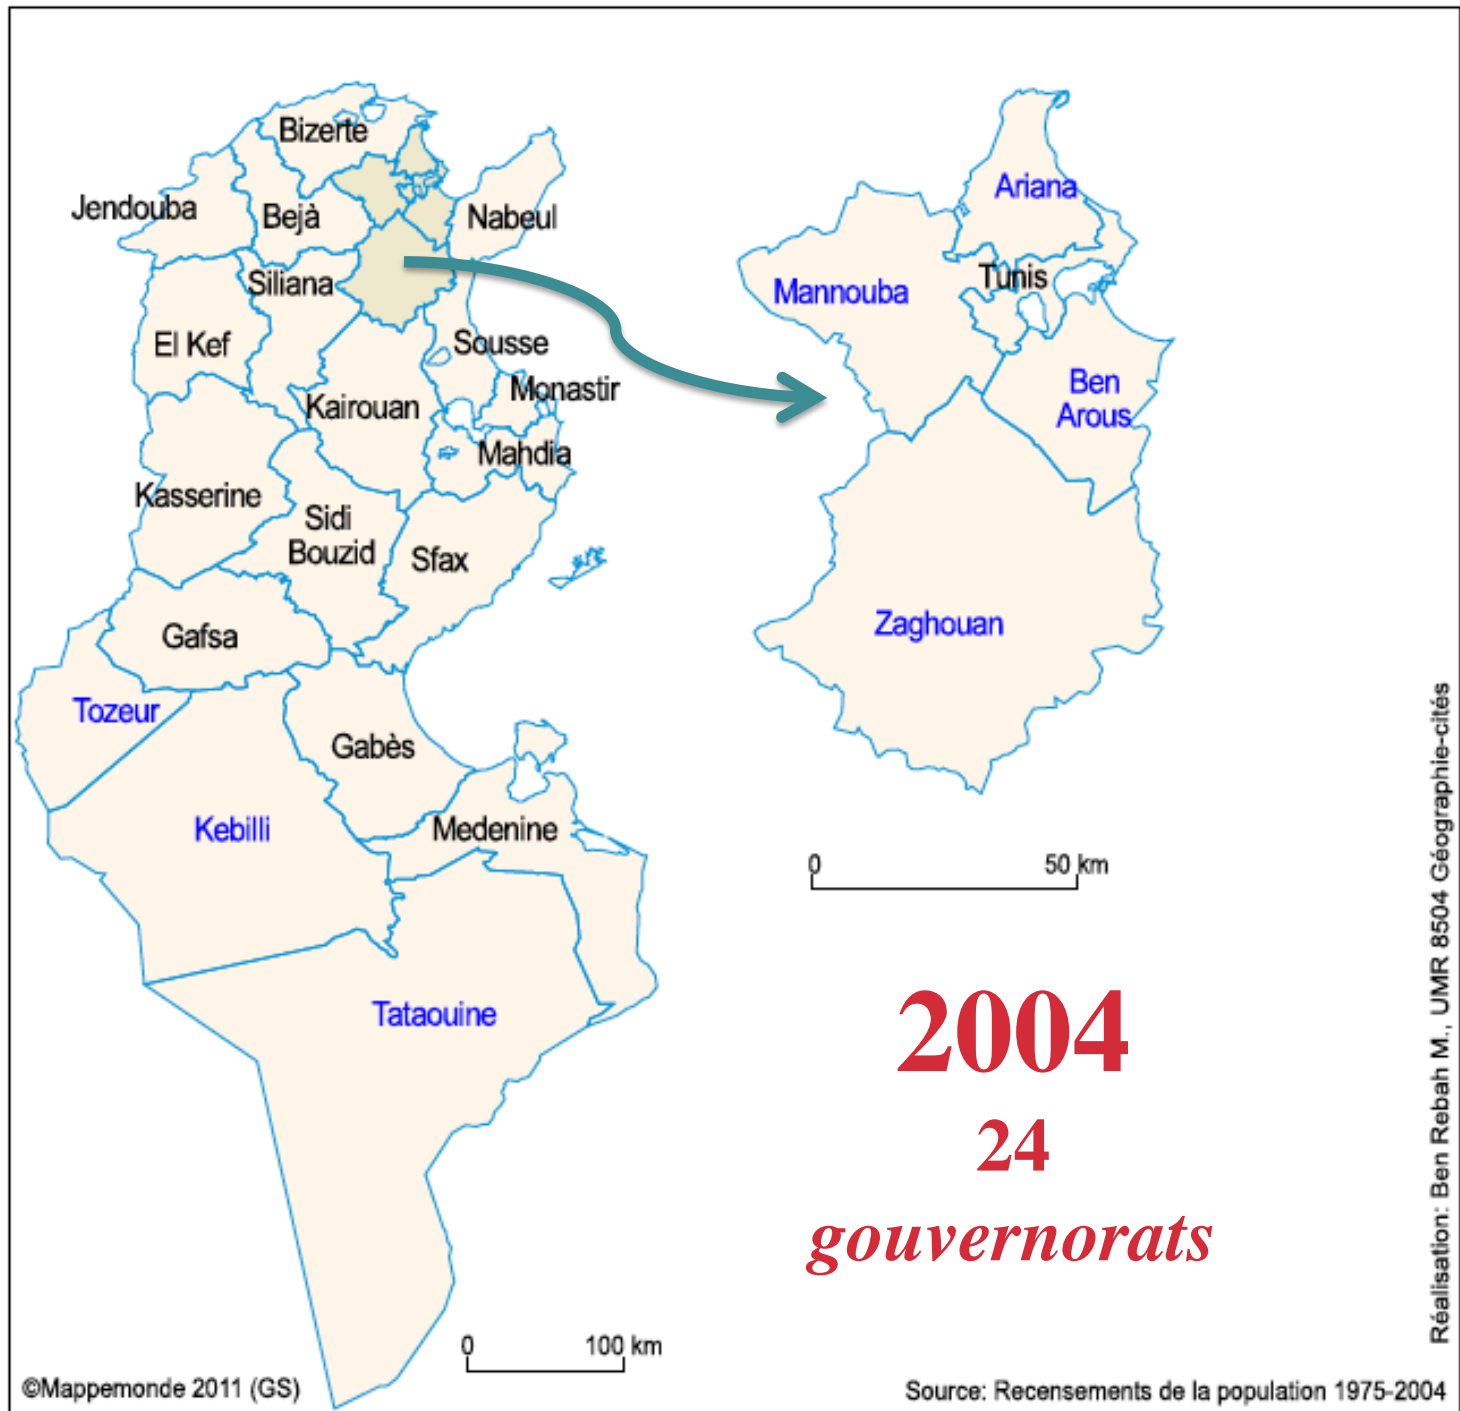 Bizerte
Jendouba
Bejà
Nabeul
Siliana
El Kef
Sousse
Monastir
Kairouan
Mahdia
Kasserine
Sidi
Bouzid
Sfax
Gafsa
Tozeur
Gabès
Kebilli
Medenine
Tataouine
Ariana
Tunis
Mannouba
Ben
Arous
Zaghouan
0 50 km
2004
24
gouvernorats
0 100 km
©Mappemonde 2011 (GS)
Source: Recensements de la population 1975-2004
Réalisation: Ben Rebah M., UMR 8504 Géographie-cités